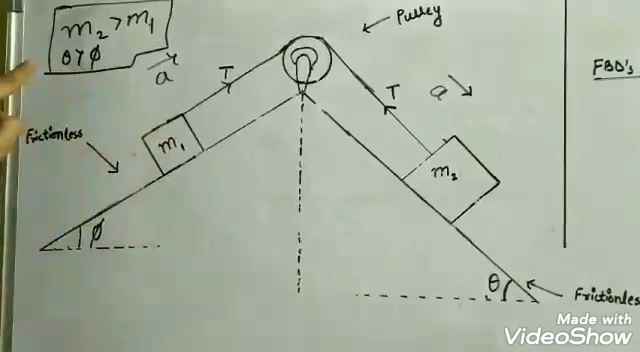 m₂ > m₁
θ > φ
a
Pulley
T
T
a
FBD's
Frictionless
m₁
m₂
φ
θ
Frictionless
Made with
VideoShow